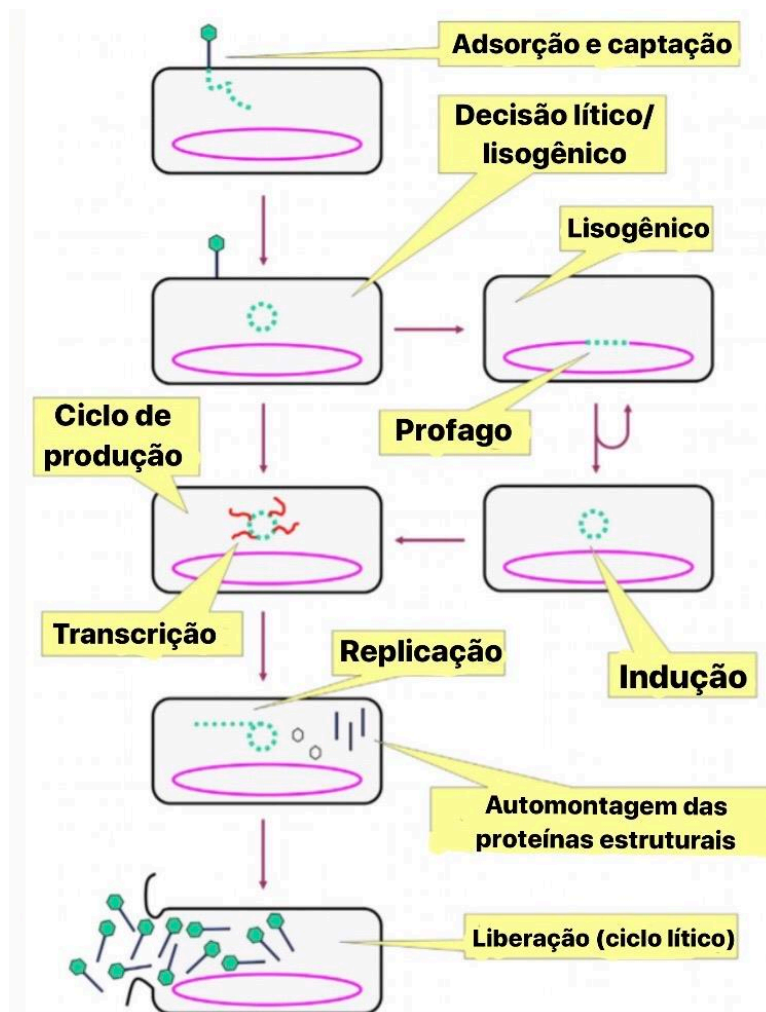 Adsorção e captação
Decisão lítico/
lisogênico
Lisogênico
Ciclo de
produção
Profago
Transcrição
Replicação
Indução
Automontagem das
proteínas estruturais
Liberação (ciclo lítico)